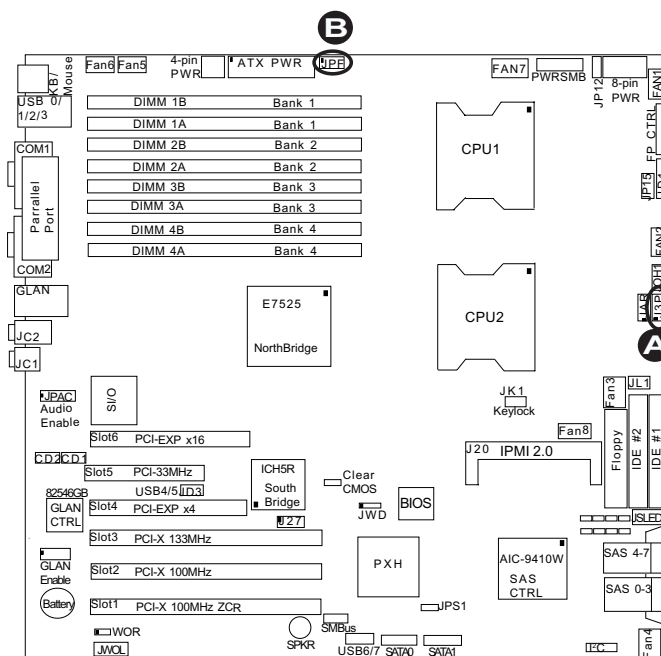 B
KB/
Mouse
Fan6
Fan5
4-pin
PWR
ATX PWR
JPF
FAN7
PWRSMB
JP12
8-pin
PWR
FAN1
USB 0/
1/2/3
DIMM 1B Bank 1
DIMM 1A Bank 1
DIMM 2B Bank 2
DIMM 2A Bank 2
DIMM 3B Bank 3
DIMM 3A Bank 3
DIMM 4B Bank 4
DIMM 4A Bank 4
CPU1
FP CTRL
COM1
Parrallel
Port
COM2
JP15
FAN2
OH1
GLAN
E7525
NorthBridge
CPU2
JAR
J3P
A
JC2
JC1
JPAC
Audio
Enable
SI/O
JK1
Keylock
Fan3
JL1
Fan8
Slot6 PCI-EXP x16
J20 IPMI 2.0
Floppy
IDE #2
IDE #1
CD2
CD1
Slot5 PCI-33MHz
ICH5R
South
Bridge
Clear
CMOS
82546GB
GLAN
CTRL
USB4/5
JD3
Slot4 PCI-EXP x4
JWD
BIOS
J27
JSLED
Slot3 PCI-X 133MHz
GLAN
Enable
Slot2 PCI-X 100MHz
PXH
AIC-9410W
SAS
CTRL
SAS 4-7
SAS 0-3
Battery
Slot1 PCI-X 100MHz ZCR
JPS1
WOR
JWOL
SPKR
SMBus
USB6/7
SATA0
SATA1
I²C
Fan4